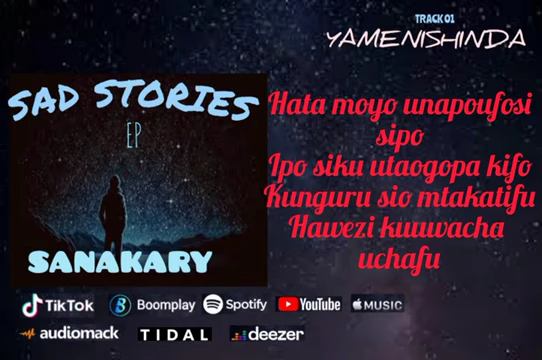 TRACK 01
YAMENISHINDA
SAD STORIES
EP
SANAKARY
Hata moyo unapoufosi
sipo
Ipo siku utaogopa kifo
Kunguru sio mtakatifu
Hawezi kuuwacha
uchafu
TikTok
Boomplay
Spotify
YouTube
MUSIC
audiomack
TIDAL
deezer